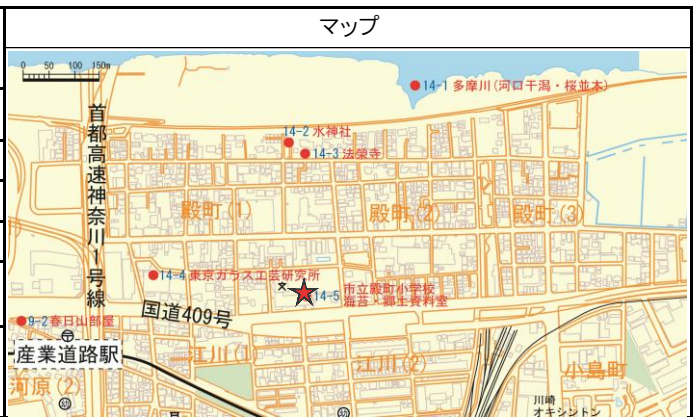 マップ
0 50 100 150m
首都高速神奈川1号線
14-1 多摩川(河口干潟・桜並木)
14-2 水神社
14-3 法栄寺
殿町(1)
殿町(2)
殿町(3)
14-4 東京ガラス工芸研究所
14-5 市立殿町小学校
海苔・郷土資料室
国道409号
9-2 春日山部屋
産業道路駅
江川(1)
江川(2)
小島町
河原(2)
川崎
オキシントン